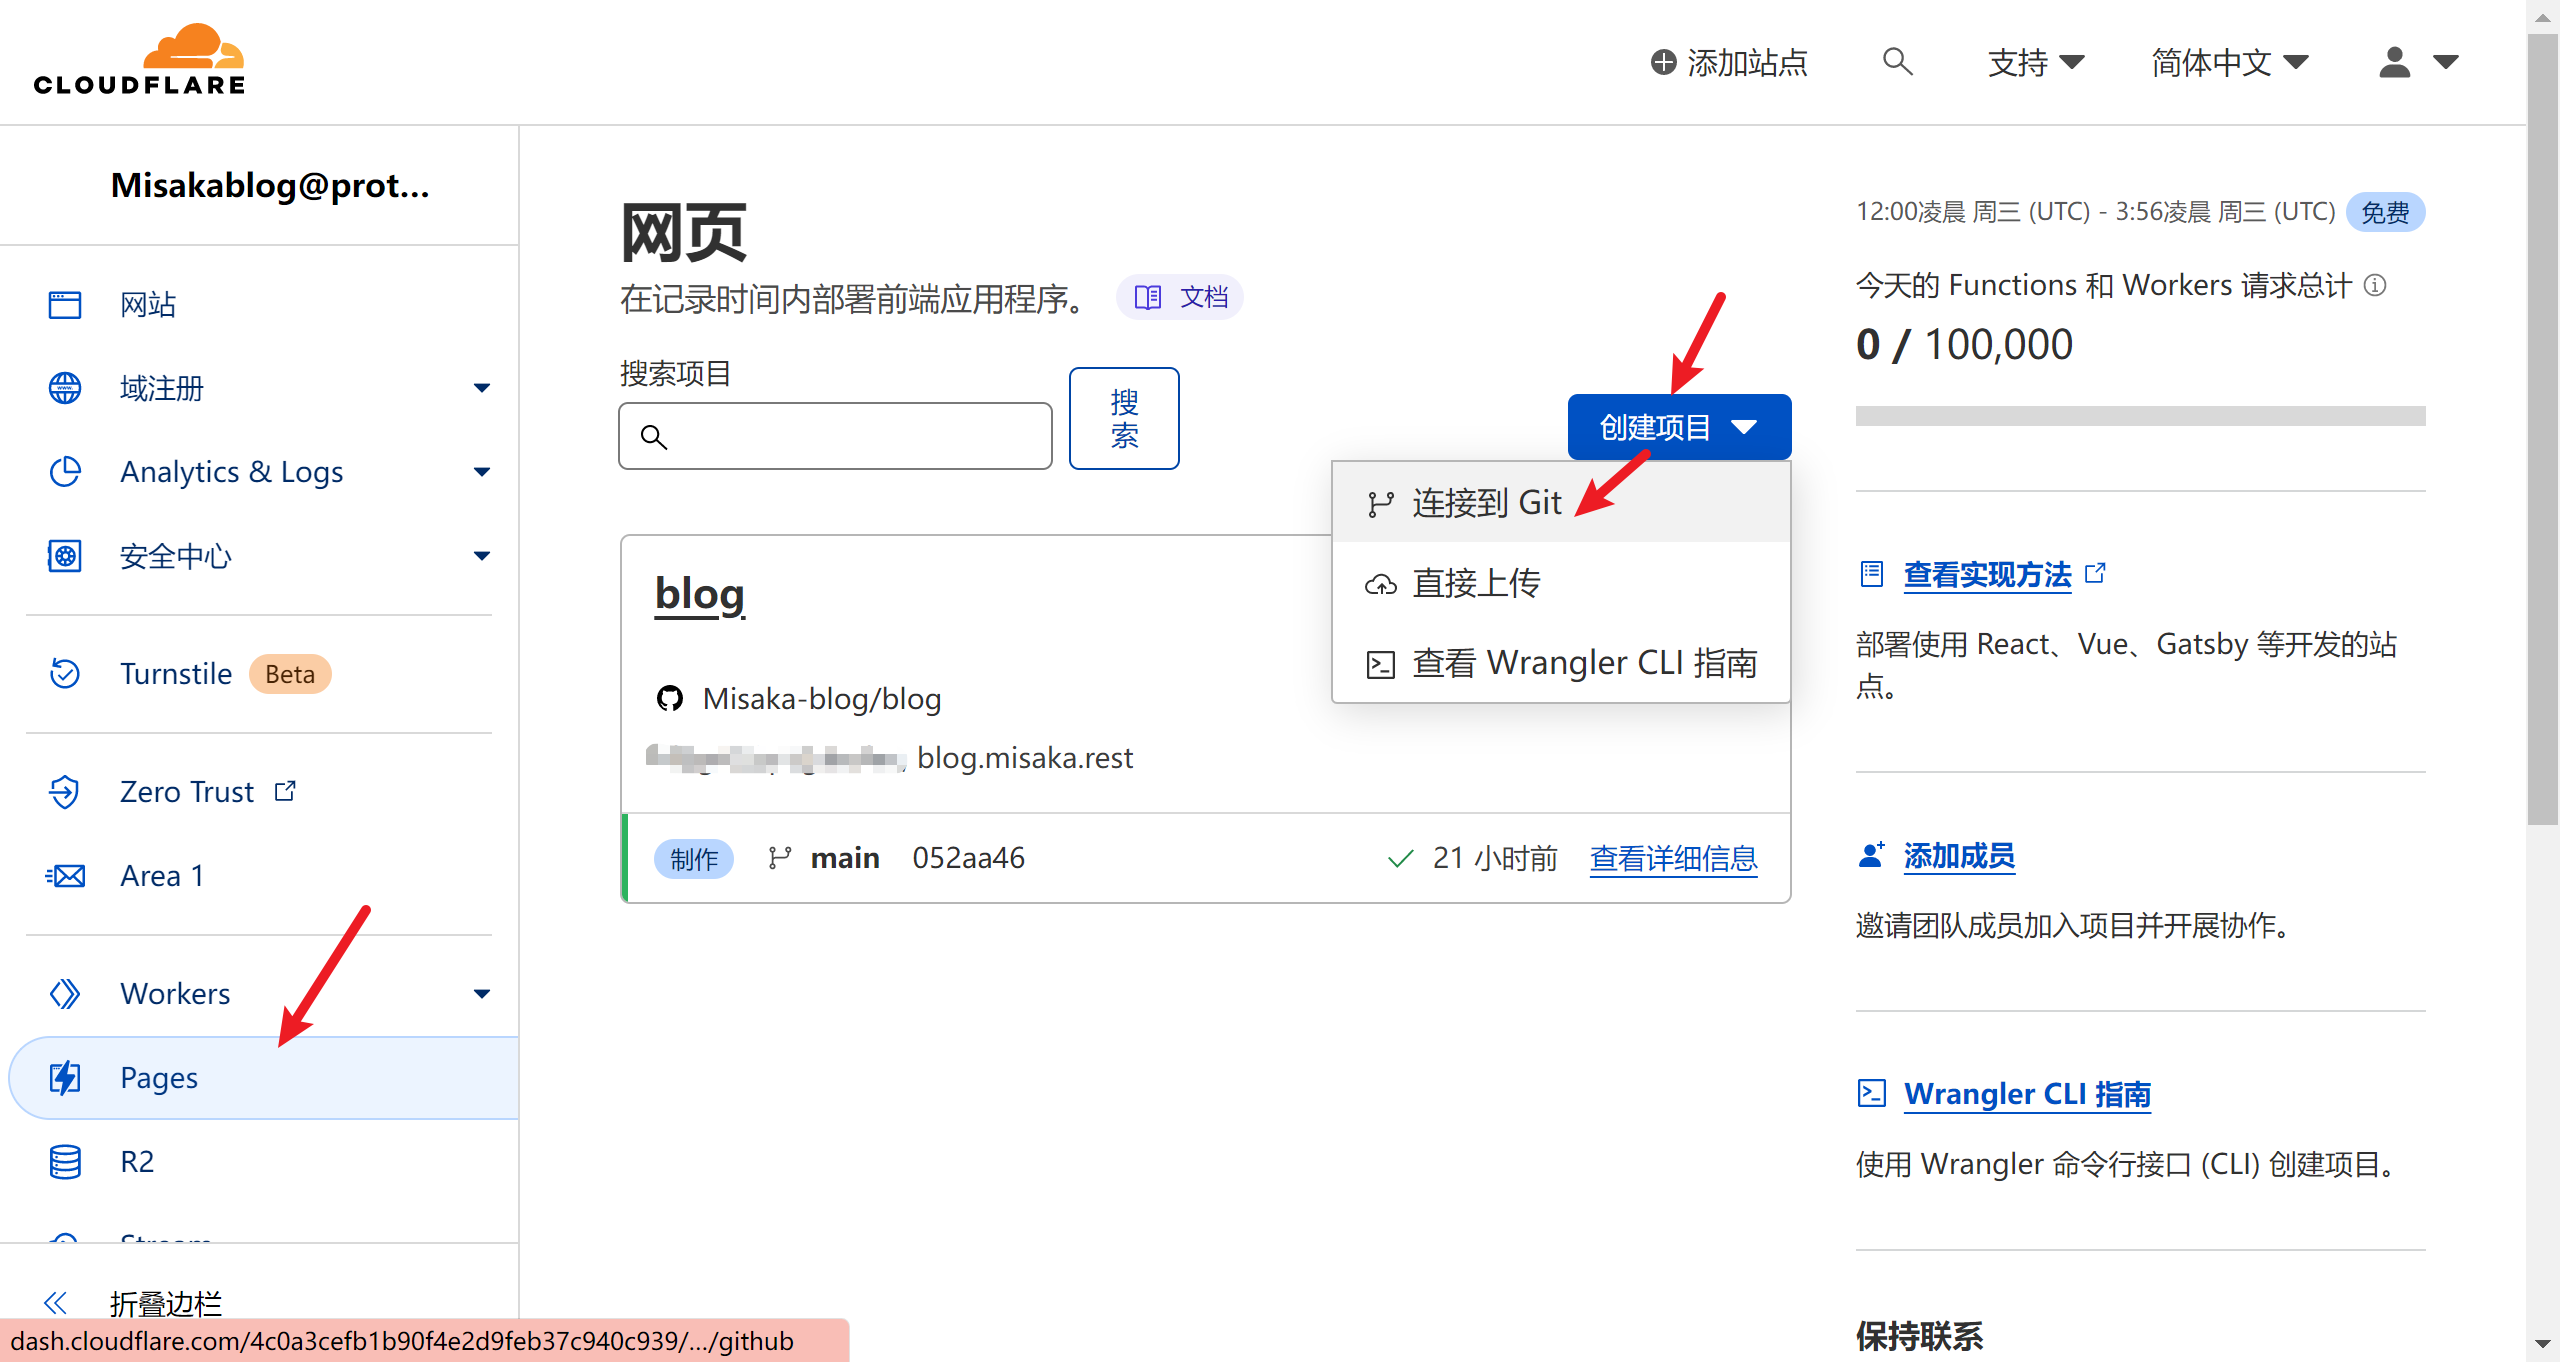 CLOUDFLARE
添加站点
支持
简体中文
Misakablog@prot...
网站
域注册
Analytics & Logs
安全中心
Turnstile Beta
Zero Trust
Area 1
Workers
Pages
R2
Stream
折叠边栏
dash.cloudflare.com/4c0a3cefb1b90f4e2d9feb37c940c939/.../github
网页
在记录时间内部署前端应用程序。 文档
搜索项目
搜
索
创建项目
连接到 Git
直接上传
查看 Wrangler CLI 指南
blog
Misaka-blog/blog
blog.misaka.rest
制作 main 052aa46 21 小时前 查看详细信息
12:00凌晨 周三 (UTC) - 3:56凌晨 周三 (UTC) 免费
今天的 Functions 和 Workers 请求总计
0 / 100,000
查看实现方法
部署使用 React、Vue、Gatsby 等开发的站
点。
添加成员
邀请团队成员加入项目并开展协作。
Wrangler CLI 指南
使用 Wrangler 命令行接口 (CLI) 创建项目。
保持联系